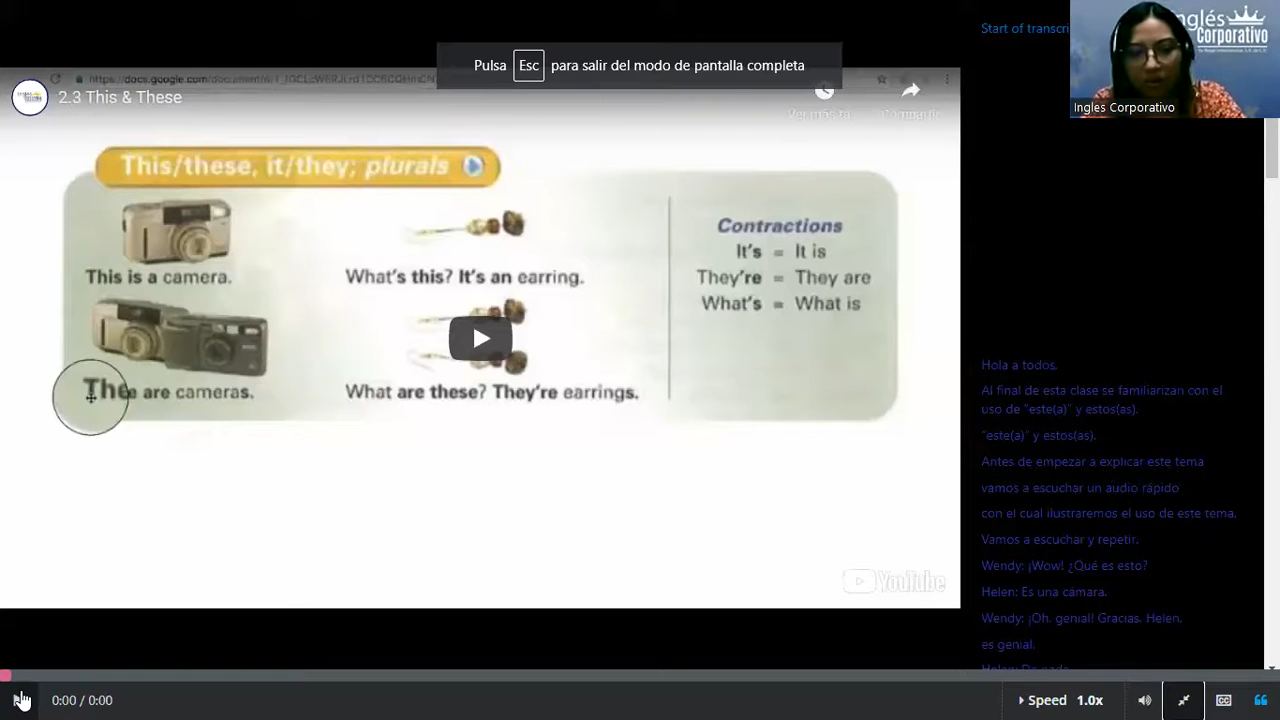 Start of transcri
Inglés
Corporativo
Ingles Corporativo
Pulsa Esc para salir del modo de pantalla completa
2.3 This & These
This/these, it/they; plurals
This is a camera.
What's this? It's an earring.
The e are cameras.
What are these? They're earrings.
Contractions
It's = It is
They're = They are
What's = What is
YouTube
Hola a todos.
Al final de esta clase se familiarizan con el
uso de "este(a)" y estos(as).
"este(a)" y estos(as).
Antes de empezar a explicar este tema
vamos a escuchar un audio rápido
con el cual ilustraremos el uso de este tema.
Vamos a escuchar y repetir.
Wendy: ¡Wow! ¿Qué es esto?
Helen: Es una cámara.
Wendy: ¡Oh, genial! Gracias, Helen,
es genial.
Helen: De nada
0:00 / 0:00
Speed 1.0x
CC